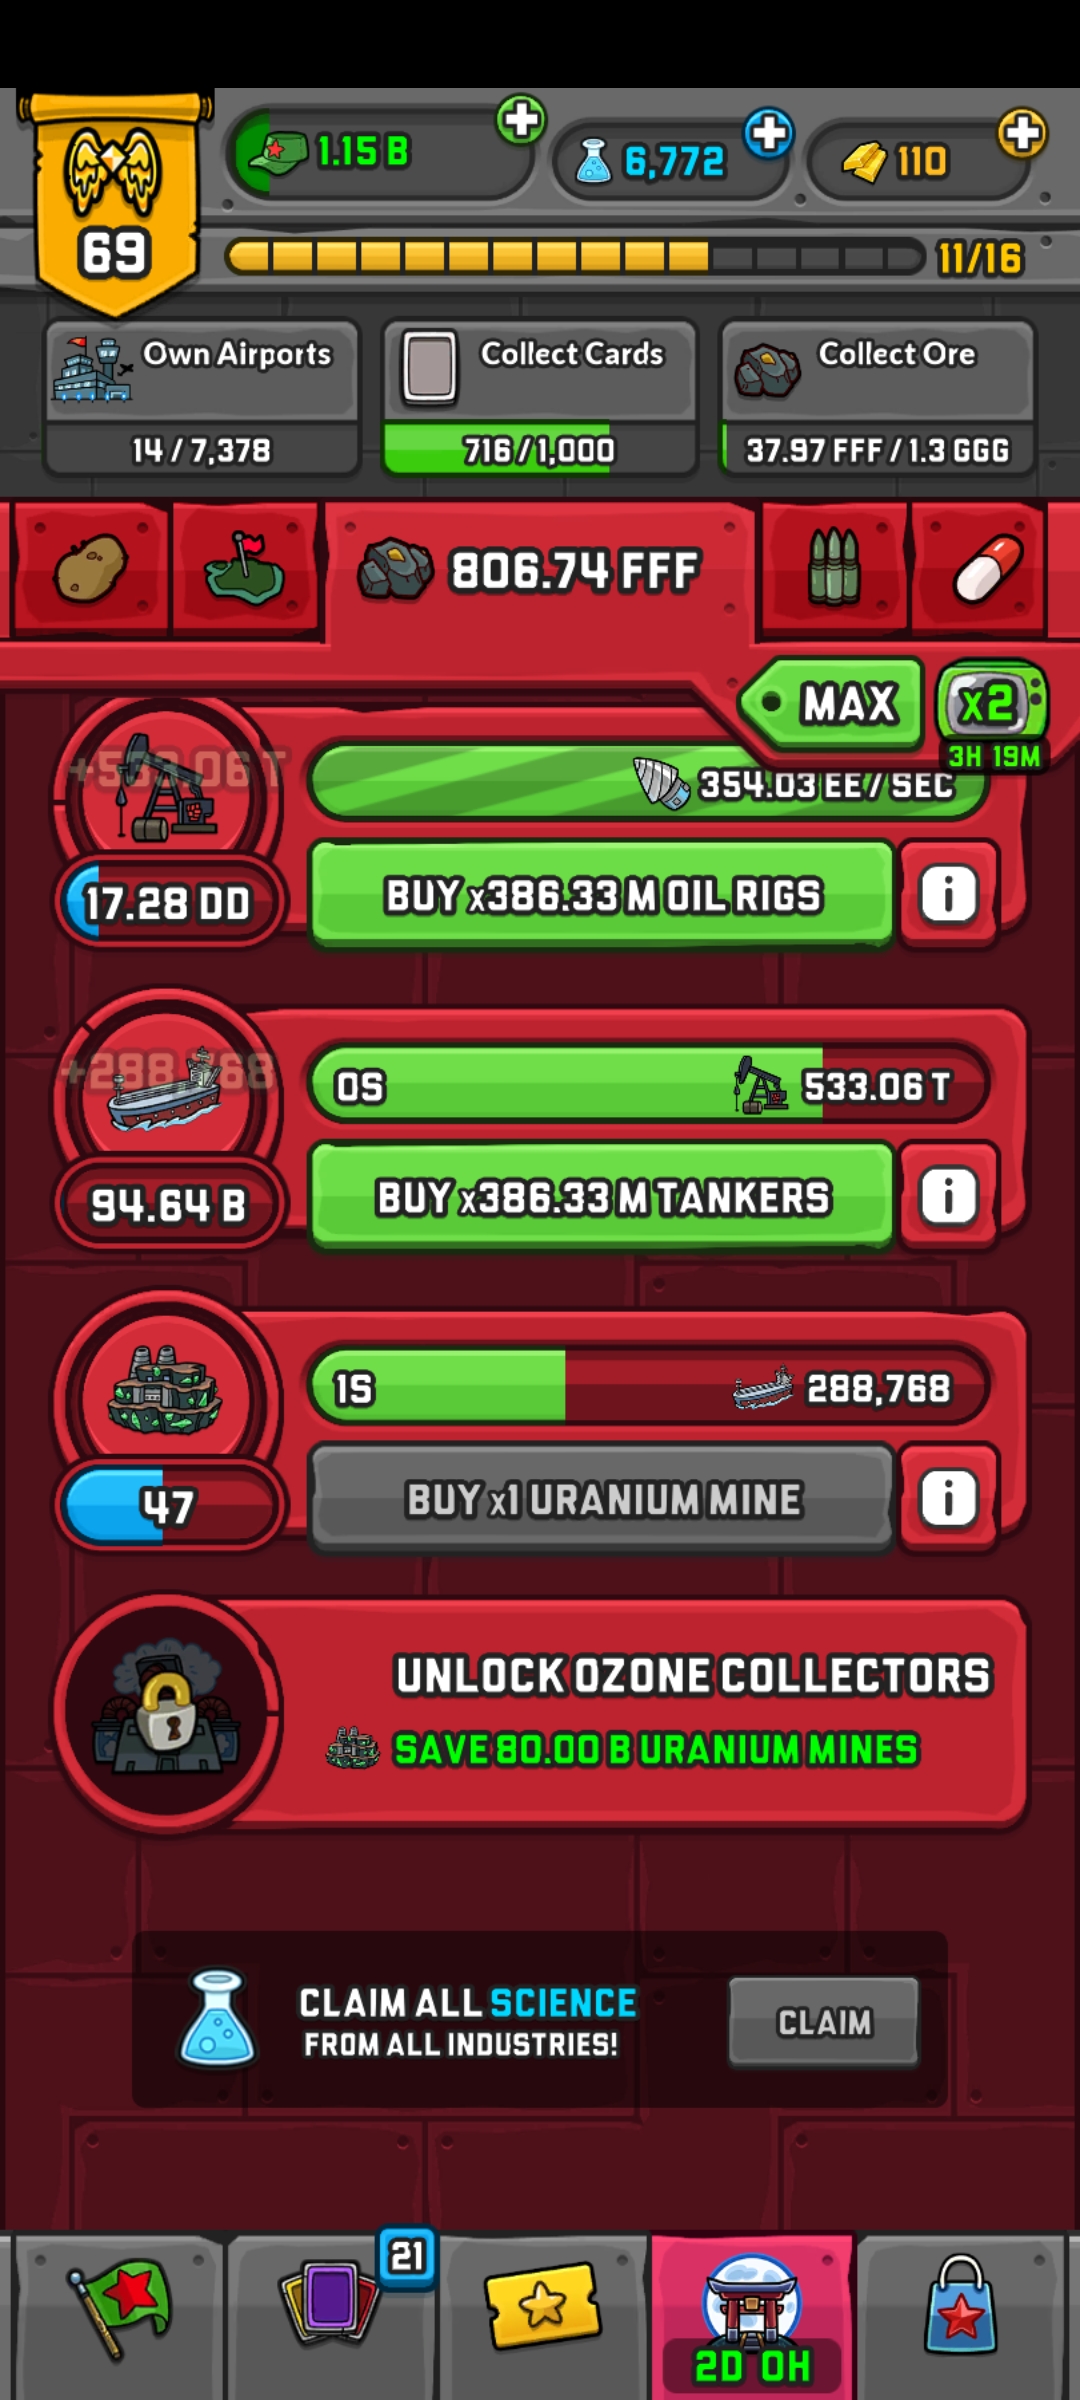 69
1.15 B
6,772
110
11/16
Own Airports
14 / 7,378
Collect Cards
716 / 1,000
Collect Ore
37.97 FFF / 1.3 GGG
806.74 FFF
MAX
x2
3H 19M
354.03 EE / SEC
17.28 DD
BUY x386.33 M OIL RIGS
i
+288,768
0S
533.06 T
94.64 B
BUY x386.33 M TANKERS
i
1S
288,768
47
BUY x1 URANIUM MINE
i
UNLOCK OZONE COLLECTORS
SAVE 80.00 B URANIUM MINES
CLAIM ALL SCIENCE
FROM ALL INDUSTRIES!
CLAIM
21
2D 0H